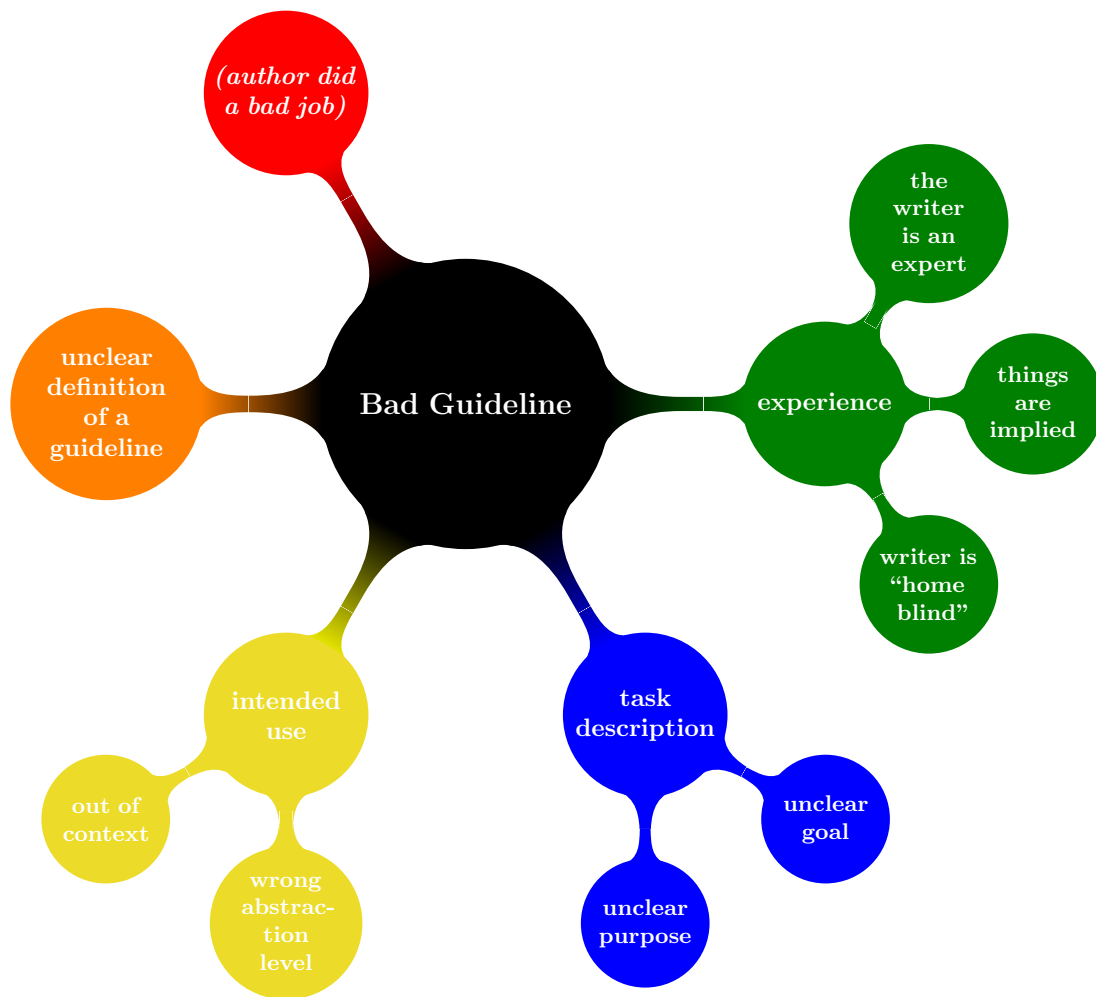 (author did
a bad job)
the
writer
is an
expert
unclear
definition
of a
guideline
Bad Guideline
experience
things
are
implied
writer is
“home
blind”
intended
use
task
description
out of
context
unclear
goal
wrong
abstrac-
tion
level
unclear
purpose